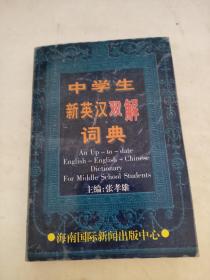 中学生
新英汉双解
词典
An Up-to-date
English-English-Chinese
Dictionary
For Middle School Students
主编:张孝雄
海南国际新闻出版中心